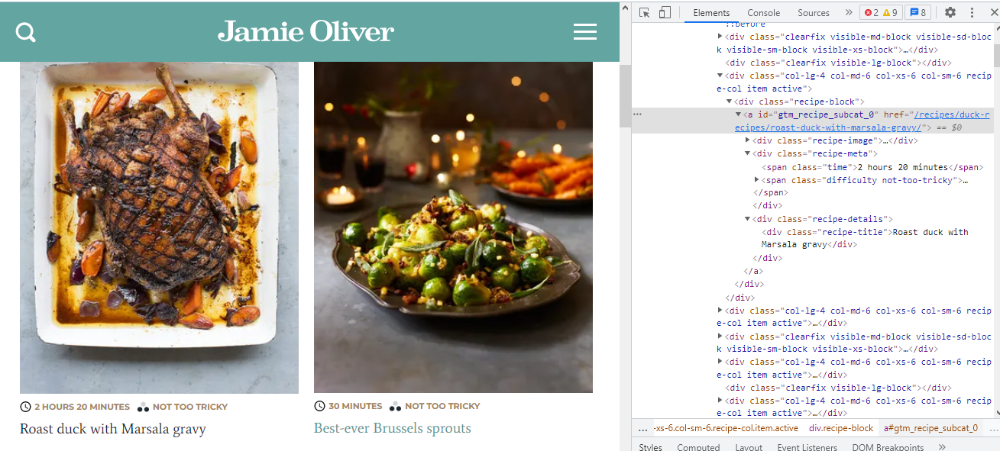 Jamie Oliver
2 HOURS 20 MINUTES NOT TOO TRICKY
Roast duck with Marsala gravy
30 MINUTES NOT TOO TRICKY
Best-ever Brussels sprouts
Elements Console Sources » 2 9 8
::before
<div class="clearfix visible-md-block visible-sd-bloc
k visible-sm-block visible-xs-block">…</div>
<div class="clearfix visible-lg-block"></div>
<div class="col-lg-4 col-md-6 col-xs-6 col-sm-6 recip
e-col item active">
<div class="recipe-block">
<a id="gtm_recipe_subcat_0" href="/recipes/duck-r
ecipes/roast-duck-with-marsala-gravy/"> == $0
<div class="recipe-image">…</div>
<div class="recipe-meta">
<span class="time">2 hours 20 minutes</span>
<span class="difficulty not-too-tricky">…
</span>
</div>
<div class="recipe-details">
<div class="recipe-title">Roast duck with
Marsala gravy</div>
</div>
</a>
</div>
</div>
<div class="col-lg-4 col-md-6 col-xs-6 col-sm-6 recip
e-col item active">…</div>
<div class="clearfix visible-md-block visible-sd-bloc
k visible-sm-block visible-xs-block">…</div>
<div class="col-lg-4 col-md-6 col-xs-6 col-sm-6 recip
e-col item active">…</div>
<div class="clearfix visible-lg-block"></div>
<div class="col-lg-4 col-md-6 col-xs-6 col-sm-6 recip
e-col item active">…</div>
... -xs-6.col-sm-6.recipe-col.item.active div.recipe-block a#gtm_recipe_subcat_0 ...
Styles Computed Layout Event Listeners DOM Breakpoints »